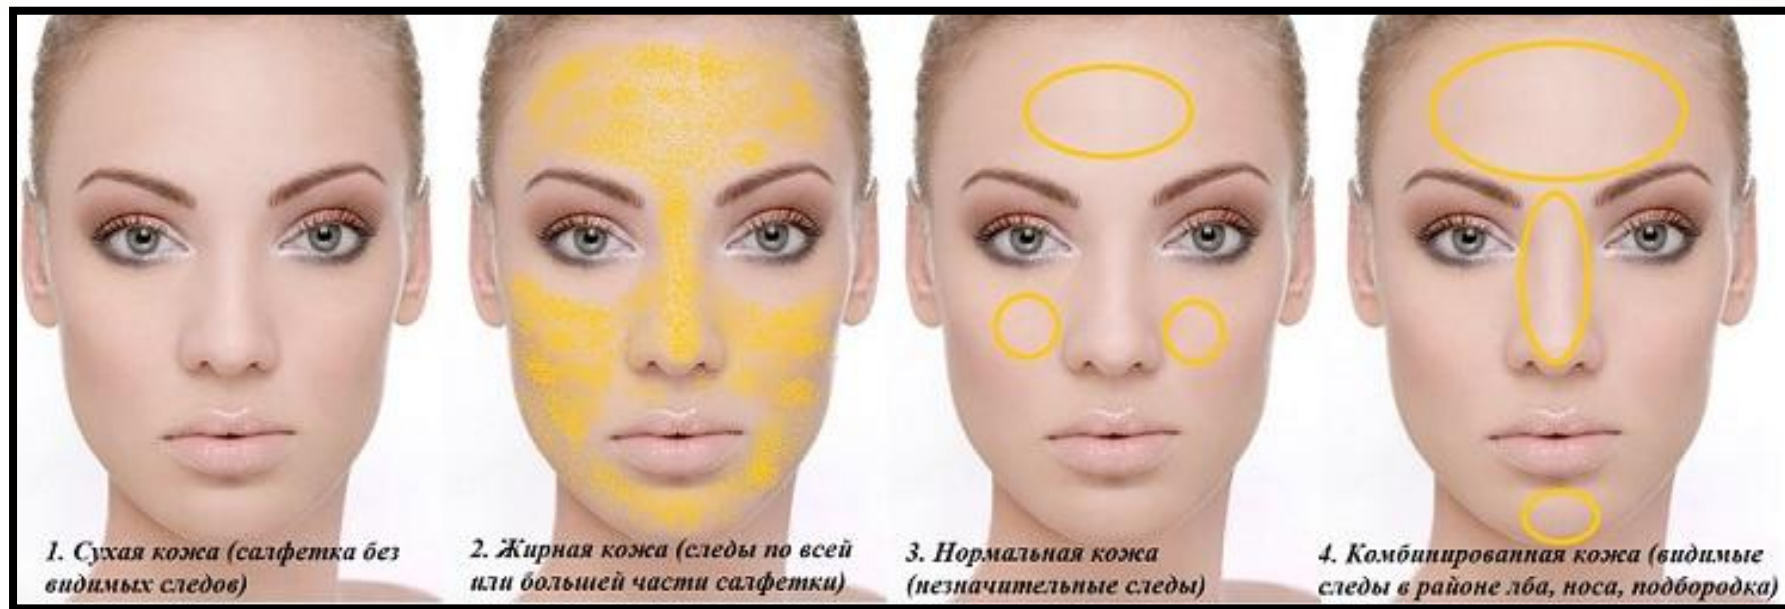 1. Сухая кожа (салфетка без
видимых следов)
2. Жирная кожа (следы по всей
или большей части салфетки)
3. Нормальная кожа
(незначительные следы)
4. Комбинированная кожа (видимые
следы в районе лба, носа, подбородка)